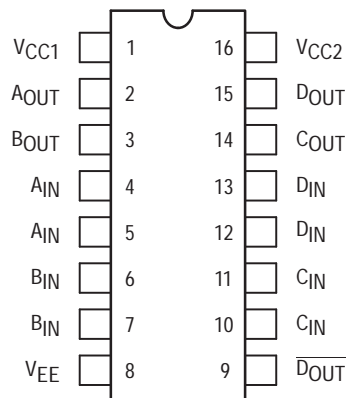 VCC1 1 16 VCC2
AOUT 2 15 DOUT
BOUT 3 14 COUT
AIN 4 13 DIN
AIN 5 12 DIN
BIN 6 11 CIN
BIN 7 10 CIN
VEE 8 9 D̅O̅U̅T̅